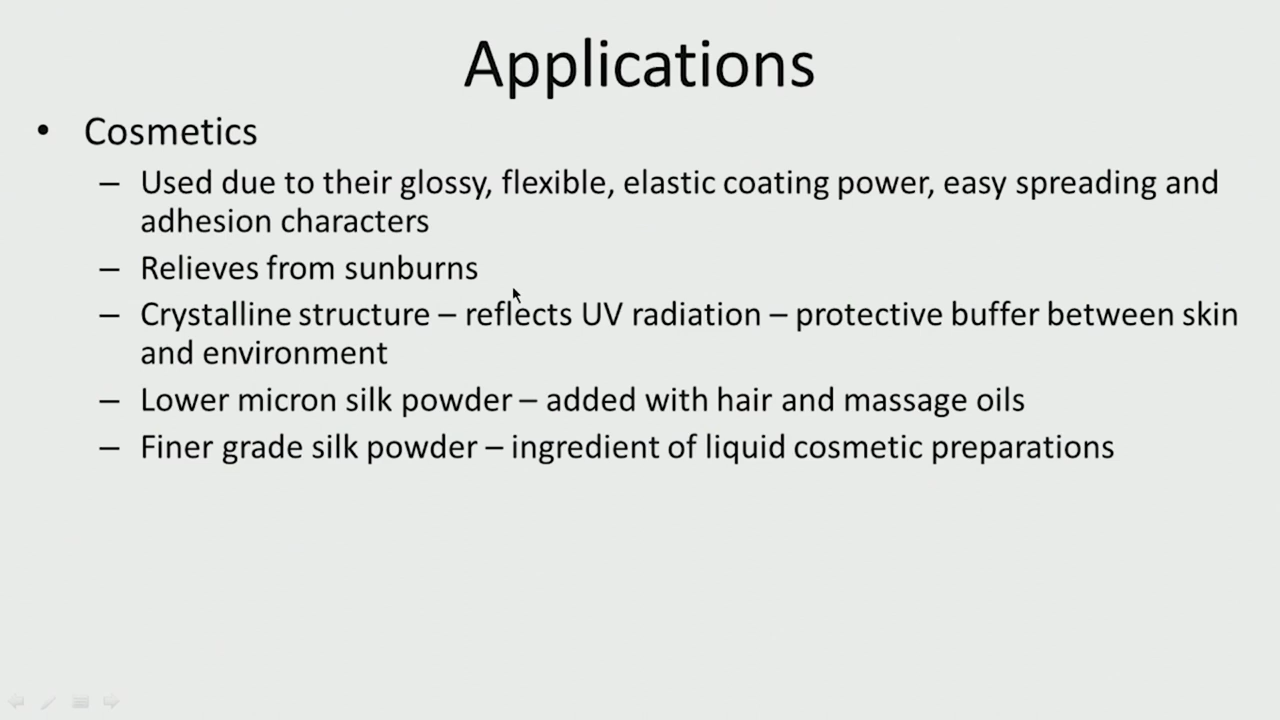 Applications
• Cosmetics
– Used due to their glossy, flexible, elastic coating power, easy spreading and
adhesion characters
– Relieves from sunburns
– Crystalline structure – reflects UV radiation – protective buffer between skin
and environment
– Lower micron silk powder – added with hair and massage oils
– Finer grade silk powder – ingredient of liquid cosmetic preparations